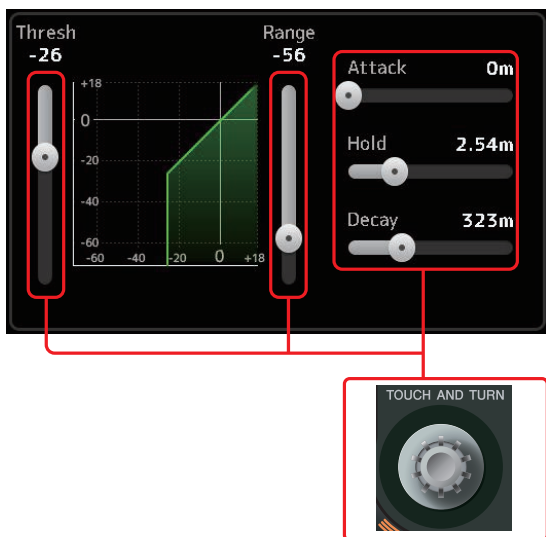 Thresh
-26
Range
-56
+18
0
-20
-40
-60
-60 -40 -20 0 +18
Attack 0m
Hold 2.54m
Decay 323m
TOUCH AND TURN